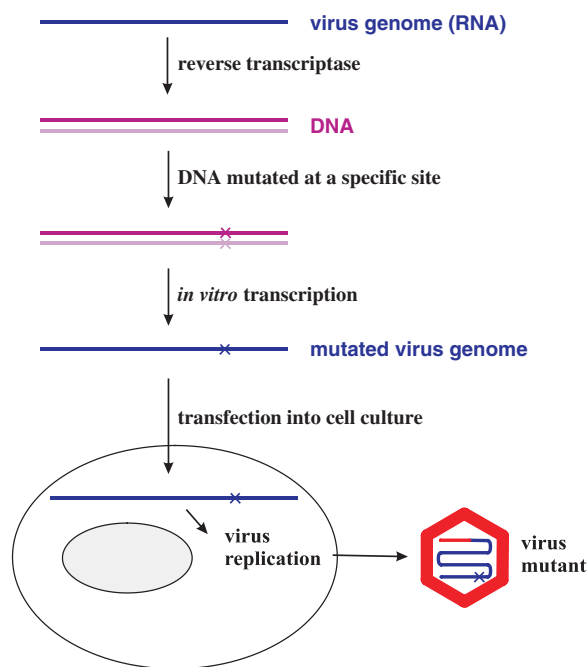 virus genome (RNA)
reverse transcriptase
DNA
DNA mutated at a specific site
in vitro transcription
mutated virus genome
transfection into cell culture
virus
replication
virus
mutant